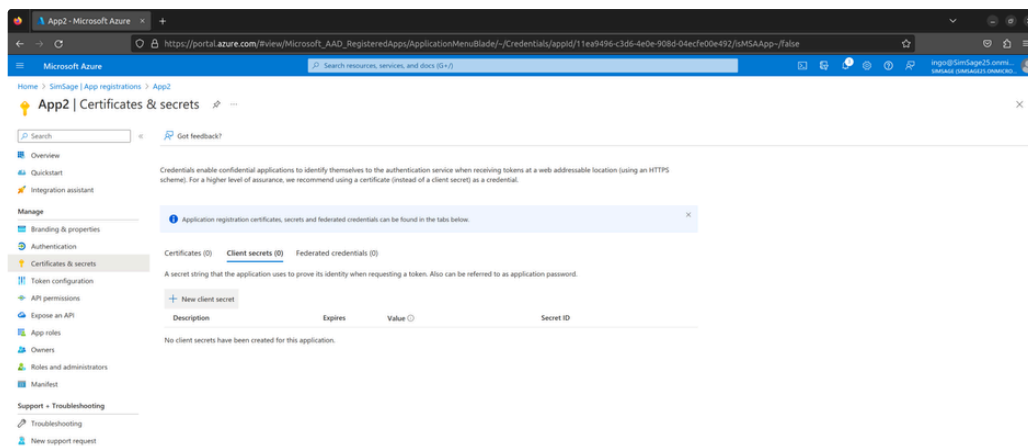 App2 - Microsoft Azure
https://portal.azure.com/#view/Microsoft_AAD_RegisteredApps/ApplicationMenuBlade/~/Credentials/appId/11ea9496-c3d6-4e0e-908d-04ecfe00e492/isMSAApp~/false
Microsoft Azure
Search resources, services, and docs (G+/)
ingo@SimSage25.onmi...
SIMSAGE (SIMSAGE25.ONMICRO...
Home > SimSage | App registrations > App2
App2 | Certificates & secrets
Search
Got feedback?
Overview
Quickstart
Integration assistant
Manage
Branding & properties
Authentication
Certificates & secrets
Token configuration
API permissions
Expose an API
App roles
Owners
Roles and administrators
Manifest
Support + Troubleshooting
Troubleshooting
New support request
Credentials enable confidential applications to identify themselves to the authentication service when receiving tokens at a web addressable location (using an HTTPS
scheme). For a higher level of assurance, we recommend using a certificate (instead of a client secret) as a credential.
Application registration certificates, secrets and federated credentials can be found in the tabs below.
Certificates (0) Client secrets (0) Federated credentials (0)
A secret string that the application uses to prove its identity when requesting a token. Also can be referred to as application password.
New client secret
Description Expires Value Secret ID
No client secrets have been created for this application.